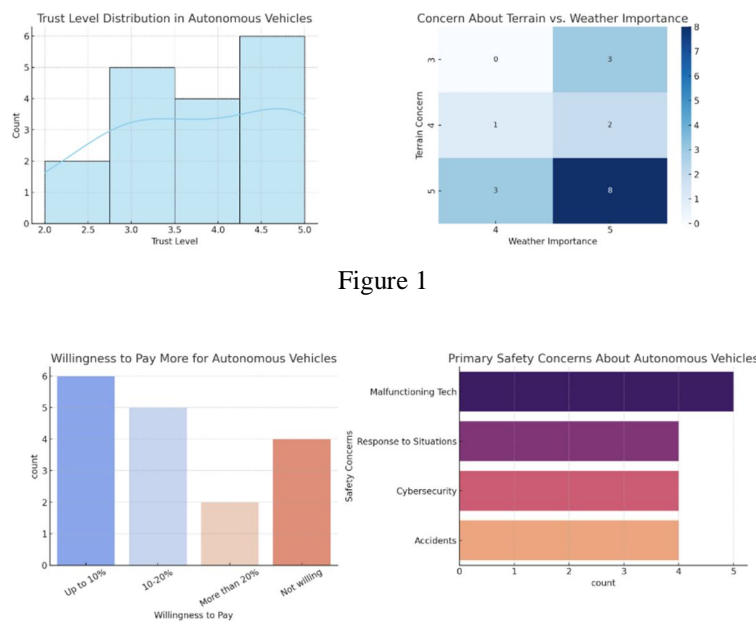 Trust Level Distribution in Autonomous Vehicles
6
5
4
3
2
1
0
Count
2.0 2.5 3.0 3.5 4.0 4.5 5.0
Trust Level
Concern About Terrain vs. Weather Importance
Terrain Concern
3 0 3
4 1 2
5 3 8
4 5
Weather Importance
8
7
6
5
4
3
2
1
0
Figure 1
Willingness to Pay More for Autonomous Vehicles
6
5
4
3
2
1
0
count
Up to 10% 10-20% More than 20% Not willing
Willingness to Pay
Primary Safety Concerns About Autonomous Vehicles
Safety Concerns
Malfunctioning Tech
Response to Situations
Cybersecurity
Accidents
0 1 2 3 4 5
count